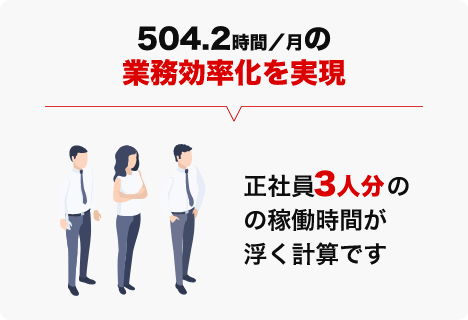 504.2時間／月の
業務効率化を実現
正社員3人分の
の稼働時間が
浮く計算です